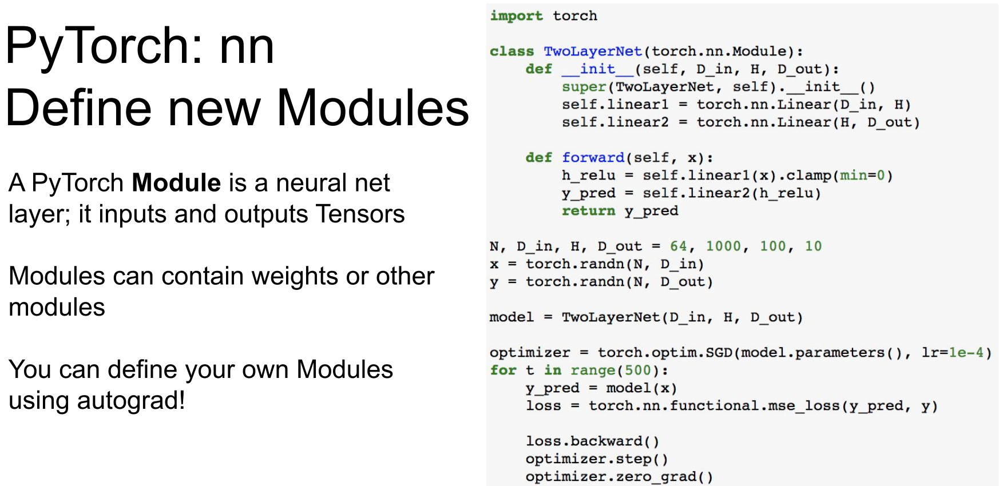 PyTorch: nn
Define new Modules
A PyTorch Module is a neural net
layer; it inputs and outputs Tensors
Modules can contain weights or other
modules
You can define your own Modules
using autograd!
import torch
class TwoLayerNet(torch.nn.Module):
    def __init__(self, D_in, H, D_out):
        super(TwoLayerNet, self).__init__()
        self.linear1 = torch.nn.Linear(D_in, H)
        self.linear2 = torch.nn.Linear(H, D_out)
    def forward(self, x):
        h_relu = self.linear1(x).clamp(min=0)
        y_pred = self.linear2(h_relu)
        return y_pred
N, D_in, H, D_out = 64, 1000, 100, 10
x = torch.randn(N, D_in)
y = torch.randn(N, D_out)
model = TwoLayerNet(D_in, H, D_out)
optimizer = torch.optim.SGD(model.parameters(), lr=1e-4)
for t in range(500):
    y_pred = model(x)
    loss = torch.nn.functional.mse_loss(y_pred, y)
    loss.backward()
    optimizer.step()
    optimizer.zero_grad()